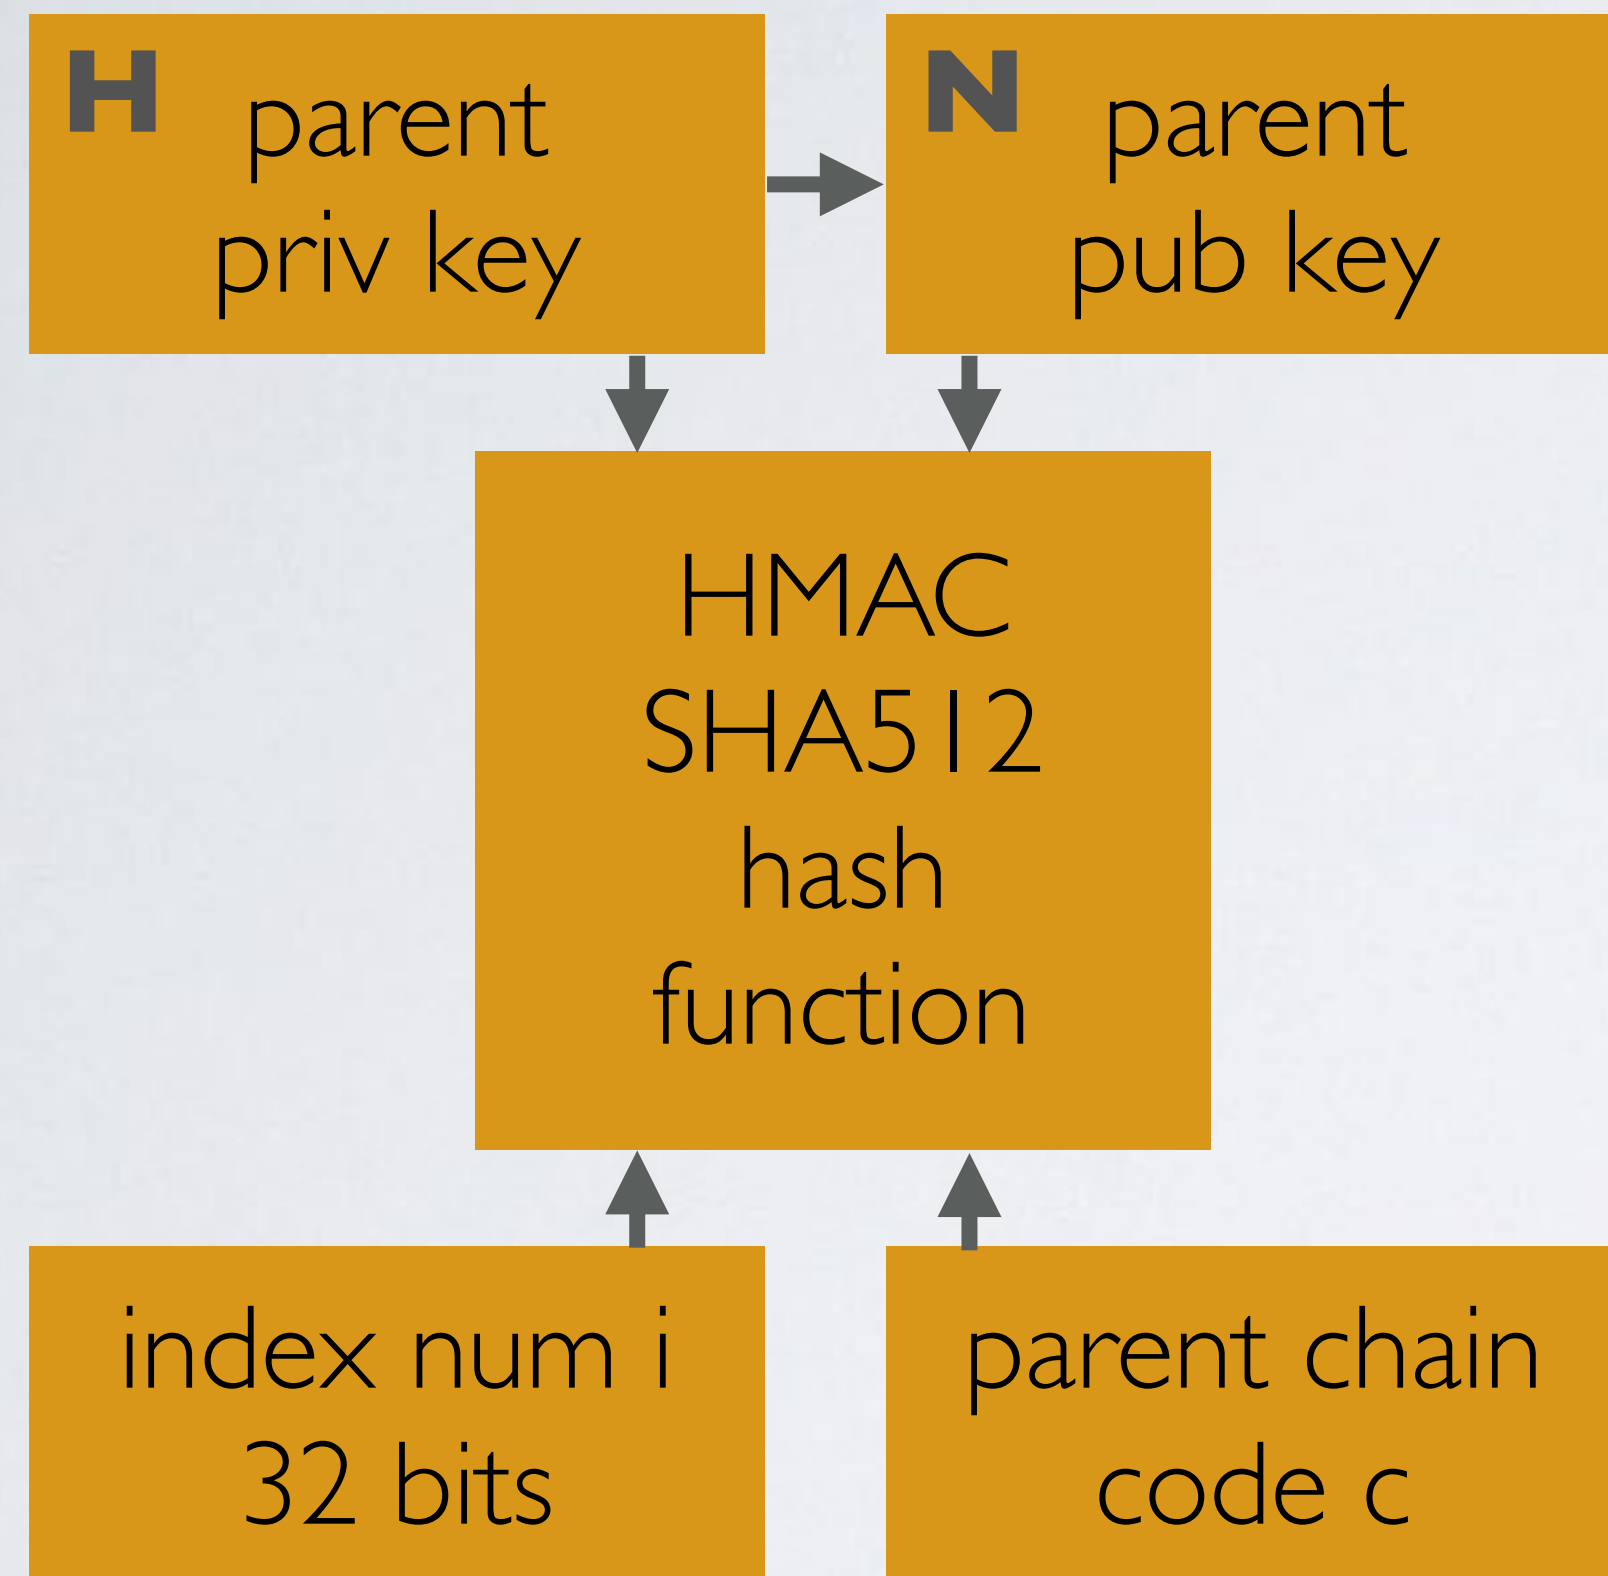 H
parent
priv key
N
parent
pub key
HMAC
SHA512
hash
function
index num i
32 bits
parent chain
code c